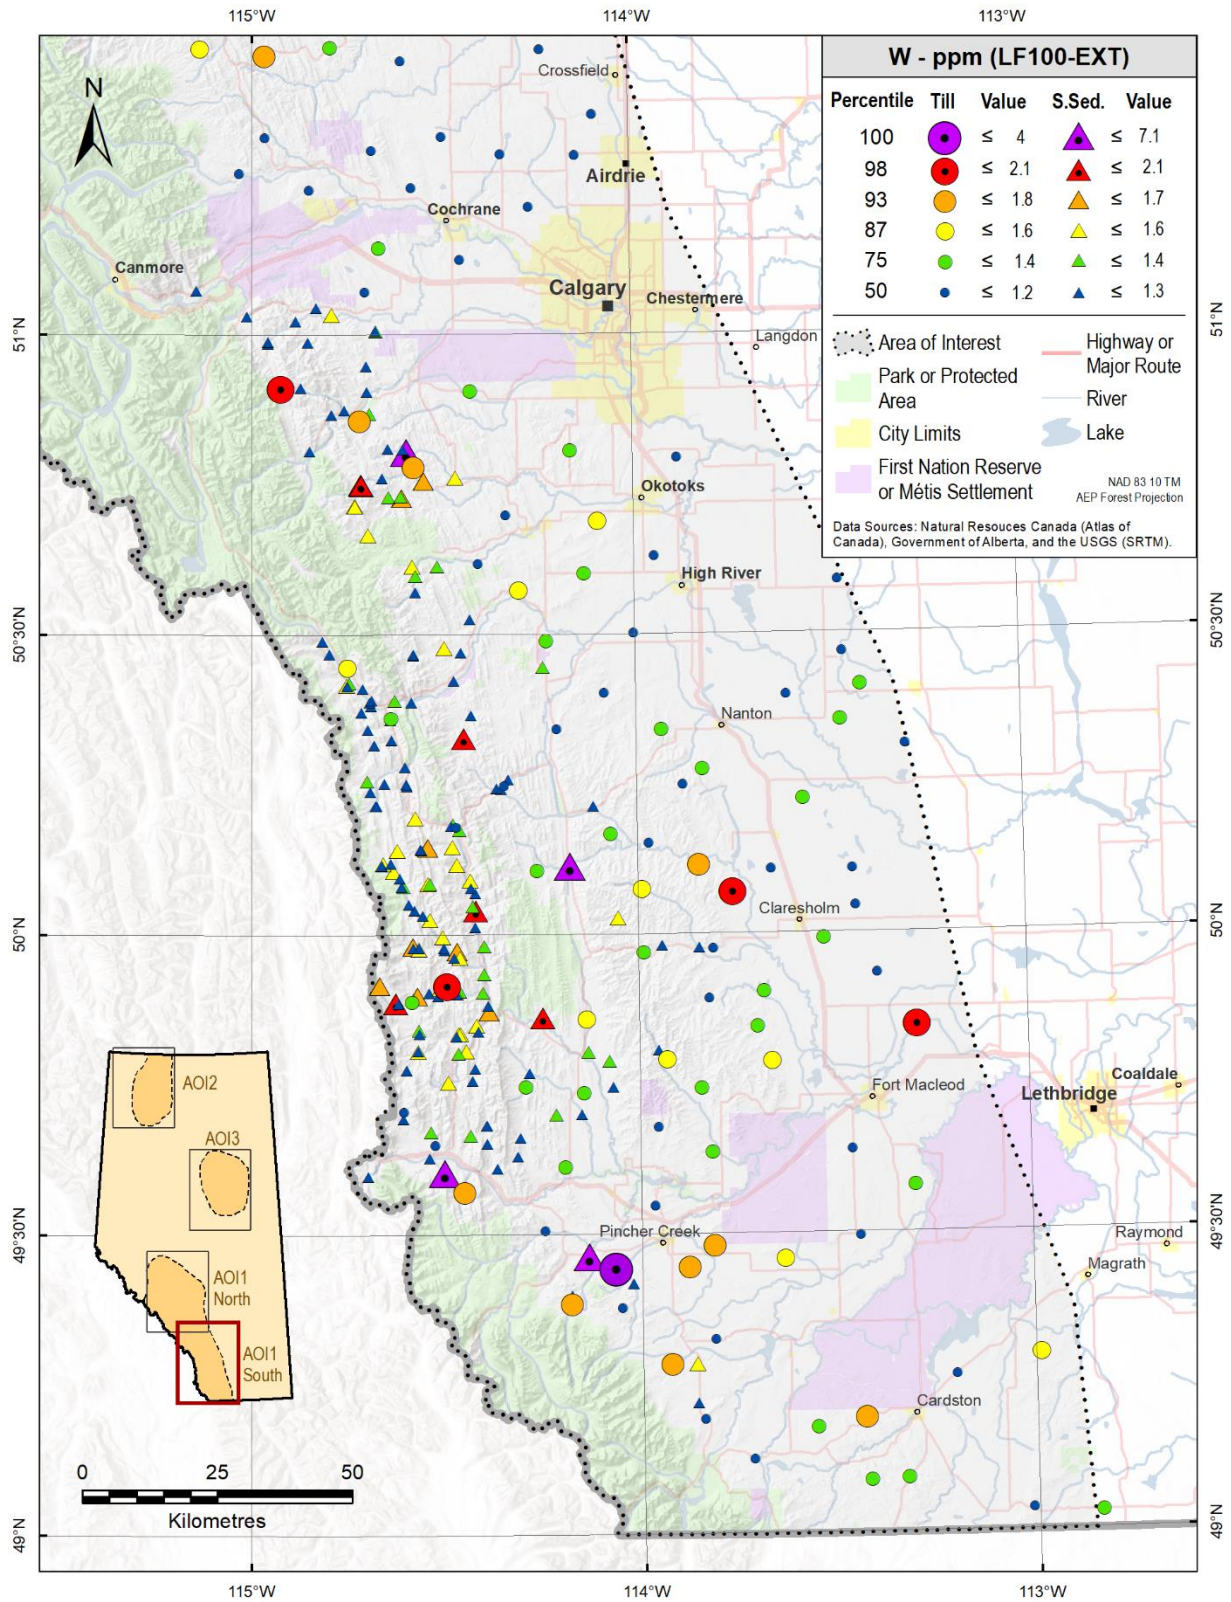 115°W 114°W 113°W
W - ppm (LF100-EXT)
Percentile Till Value S.Sed. Value
100 ≤ 4 ≤ 7.1
98 ≤ 2.1 ≤ 2.1
93 ≤ 1.8 ≤ 1.7
87 ≤ 1.6 ≤ 1.6
75 ≤ 1.4 ≤ 1.4
50 ≤ 1.2 ≤ 1.3
Area of Interest
Park or Protected
Area
City Limits
First Nation Reserve
or Métis Settlement
Highway or
Major Route
River
Lake
NAD 83 10 TM
AEP Forest Projection
Data Sources: Natural Resouces Canada (Atlas of
Canada), Government of Alberta, and the USGS (SRTM).
N
Crossfield
Airdrie
Cochrane
Canmore
Calgary
Chestermere
51°N
51°N
Langdon
Okotoks
High River
50°30'N
50°30'N
Nanton
Claresholm
50°N
50°N
Fort Macleod
Coaldale
Lethbridge
AOI2
AOI3
AOI1
North
AOI1
South
Pincher Creek
49°30'N
49°30'N
Raymond
Magrath
Cardston
0 25 50
Kilometres
49°N
49°N
115°W 114°W 113°W